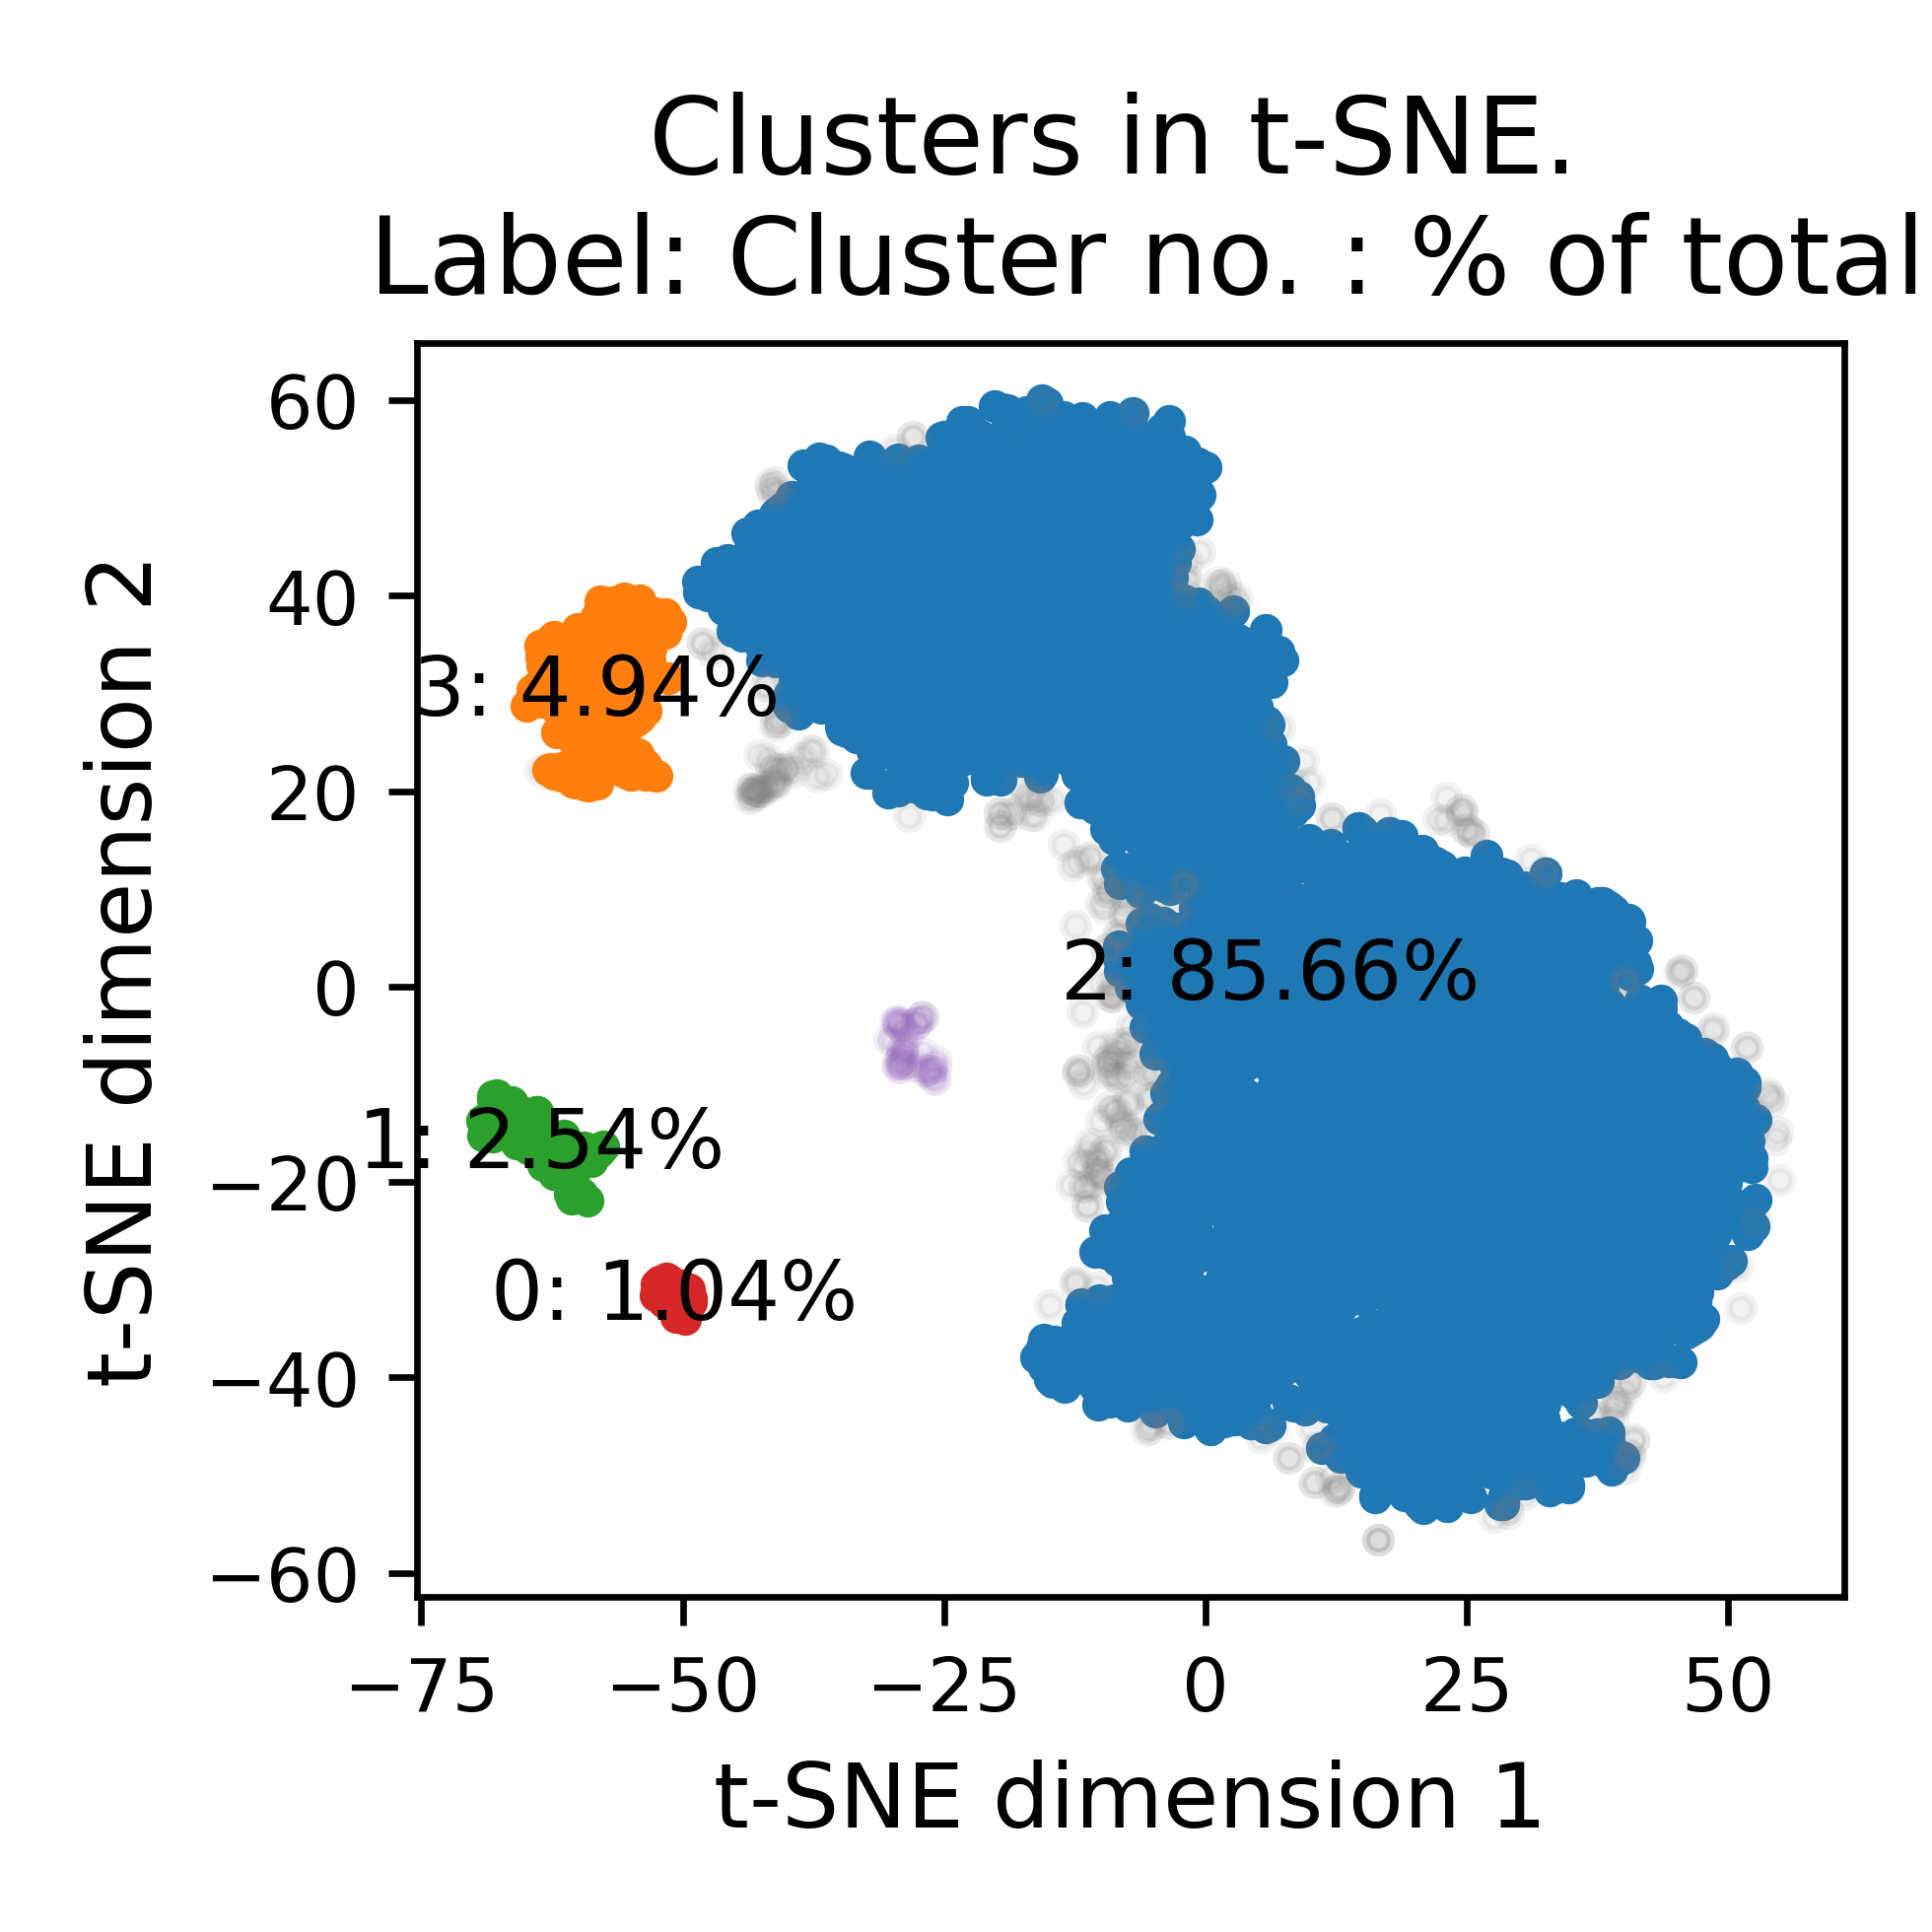 Clusters in t-SNE.
Label: Cluster no. : % of total
60
40
20
0
−20
−40
−60
t-SNE dimension 2
3: 4.94%
2: 85.66%
1: 2.54%
0: 1.04%
−75 −50 −25 0 25 50
t-SNE dimension 1